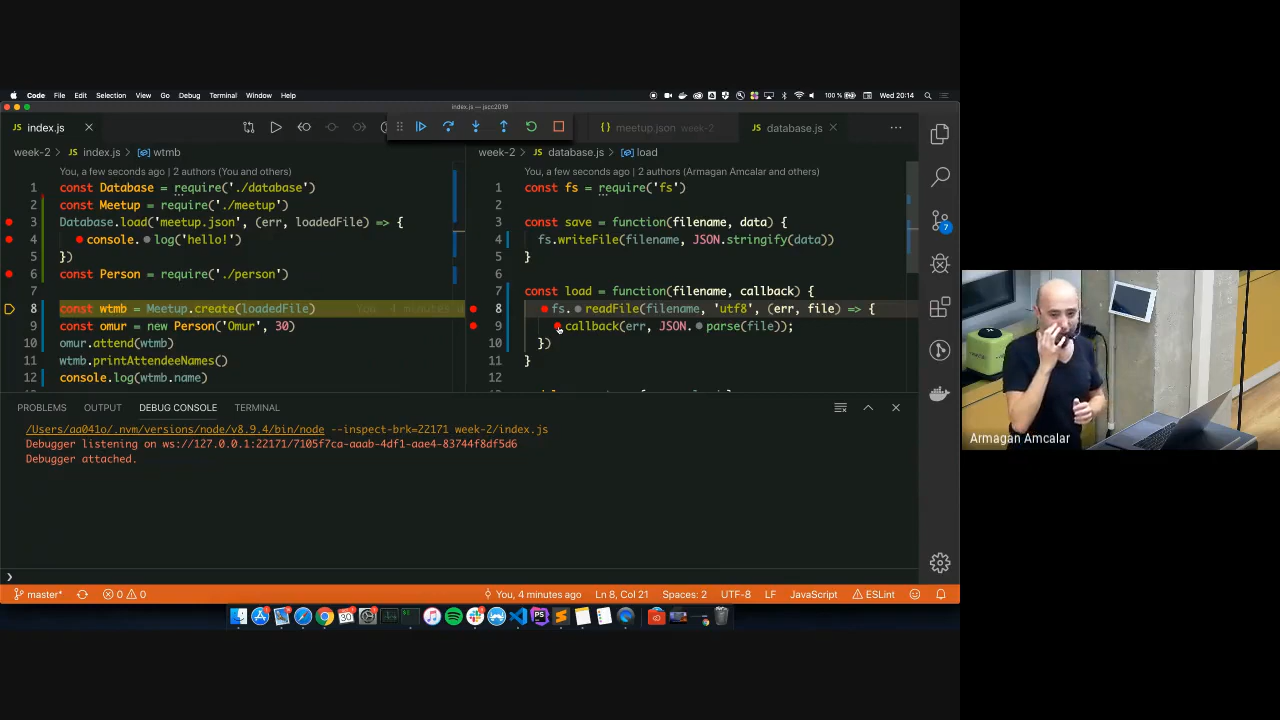 Code File Edit Selection View Go Debug Terminal Window Help
100% Wed 20:14
index.js — jscc2019
index.js
meetup.json week-2
database.js
week-2 > index.js > wtmb
week-2 > database.js > load
You, a few seconds ago | 2 authors (You and others)
1 const Database = require('./database')
2 const Meetup = require('./meetup')
3 Database.load('meetup.json', (err, loadedFile) => {
4 console.log('hello!')
5 })
6 const Person = require('./person')
7
8 const wtmb = Meetup.create(loadedFile) You, 4 minutes
9 const omur = new Person('Omur', 30)
10 omur.attend(wtmb)
11 wtmb.printAttendeeNames()
12 console.log(wtmb.name)
You, a few seconds ago | 2 authors (Armagan Amcalar and others)
1 const fs = require('fs')
2
3 const save = function(filename, data) {
4 fs.writeFile(filename, JSON.stringify(data))
5 }
6
7 const load = function(filename, callback) {
8 fs.readFile(filename, 'utf8', (err, file) => {
9 callback(err, JSON.parse(file));
10 })
11 }
12
7
PROBLEMS OUTPUT DEBUG CONSOLE TERMINAL
/Users/aa041o/.nvm/versions/node/v8.9.4/bin/node --inspect-brk=22171 week-2/index.js
Debugger listening on ws://127.0.0.1:22171/7105f7ca-aaab-4df1-aae4-83744f8df5d6
Debugger attached.
master* 0 0 You, 4 minutes ago Ln 8, Col 21 Spaces: 2 UTF-8 LF JavaScript ESLint
Armagan Amcalar